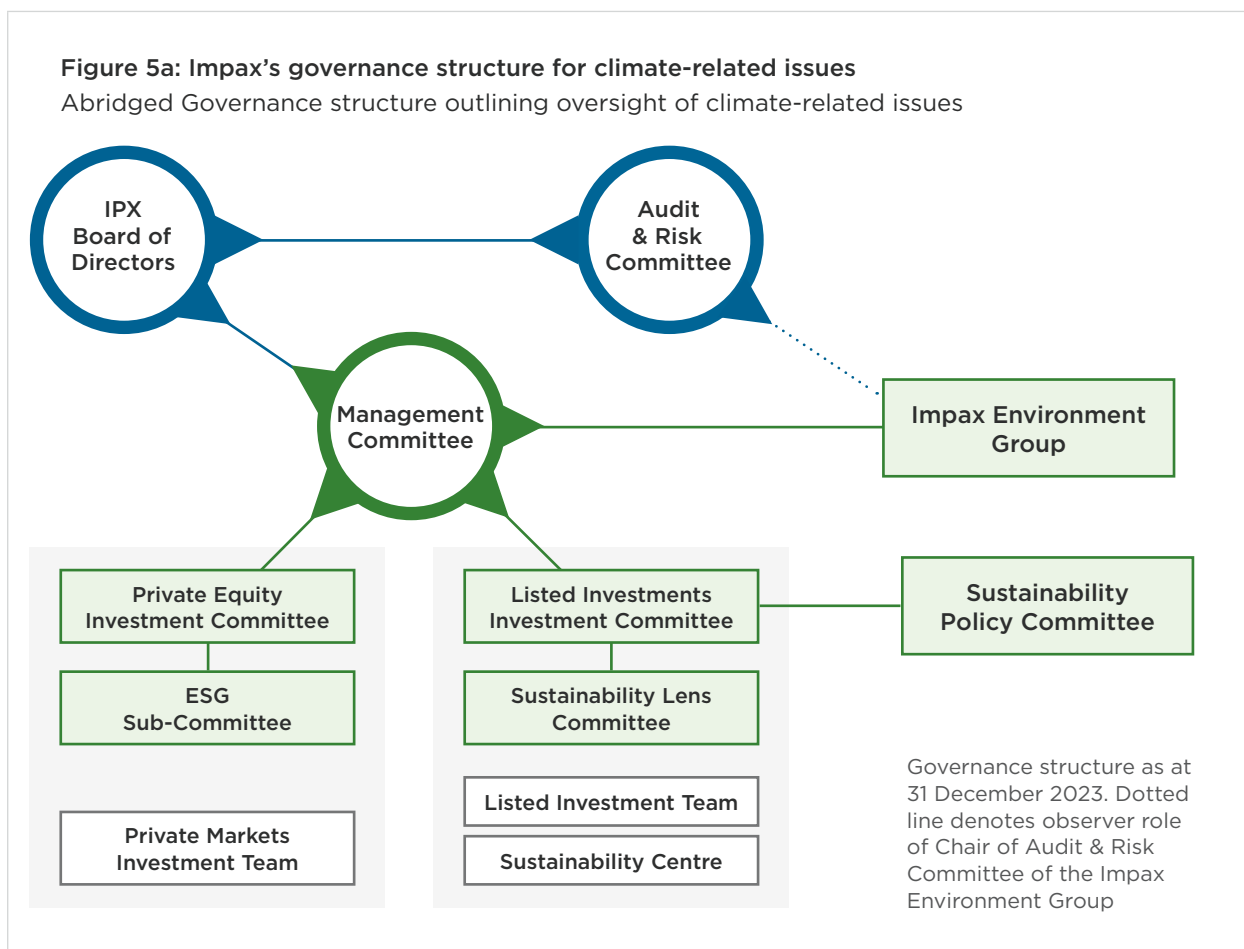 Figure 5a: Impax’s governance structure for climate-related issues
Abridged Governance structure outlining oversight of climate-related issues
IPX
Board of
Directors
Audit
& Risk
Committee
Management
Committee
Impax Environment
Group
Private Equity
Investment Committee
Listed Investments
Investment Committee
Sustainability
Policy Committee
ESG
Sub-Committee
Sustainability Lens
Committee
Private Markets
Investment Team
Listed Investment Team
Sustainability Centre
Governance structure as at
31 December 2023. Dotted
line denotes observer role
of Chair of Audit & Risk
Committee of the Impax
Environment Group